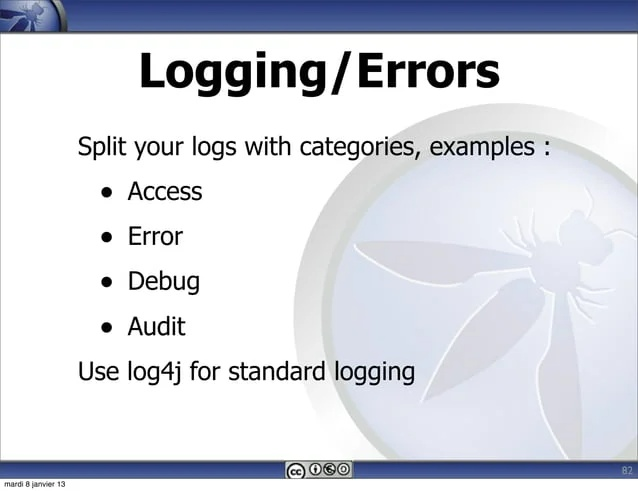 Logging/Errors
Split your logs with categories, examples :
• Access
• Error
• Debug
• Audit
Use log4j for standard logging
82
mardi 8 janvier 13